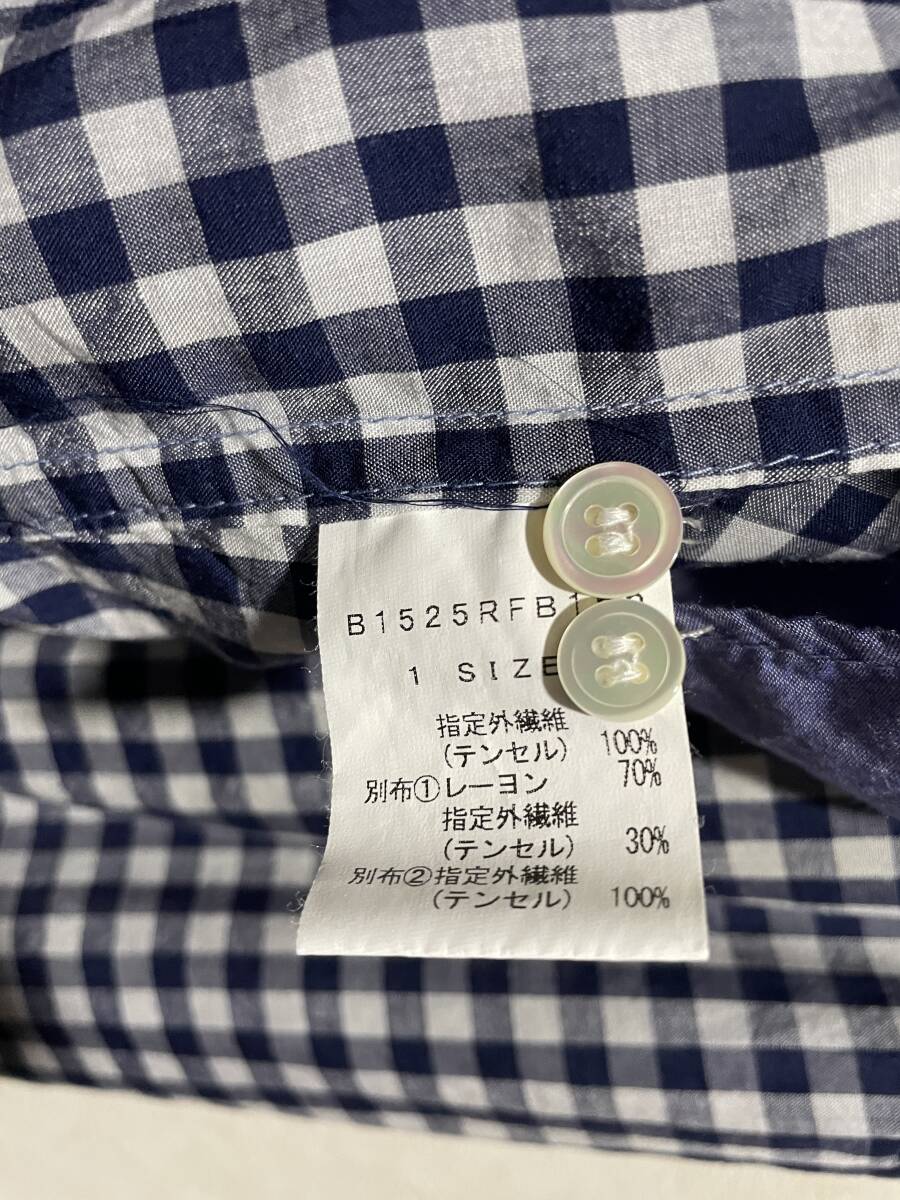 1 SIZE
指定外繊維
(テンセル) 100%
別布①レーヨン 70%
指定外繊維
(テンセル) 30%
別布②指定外繊維
(テンセル) 100%